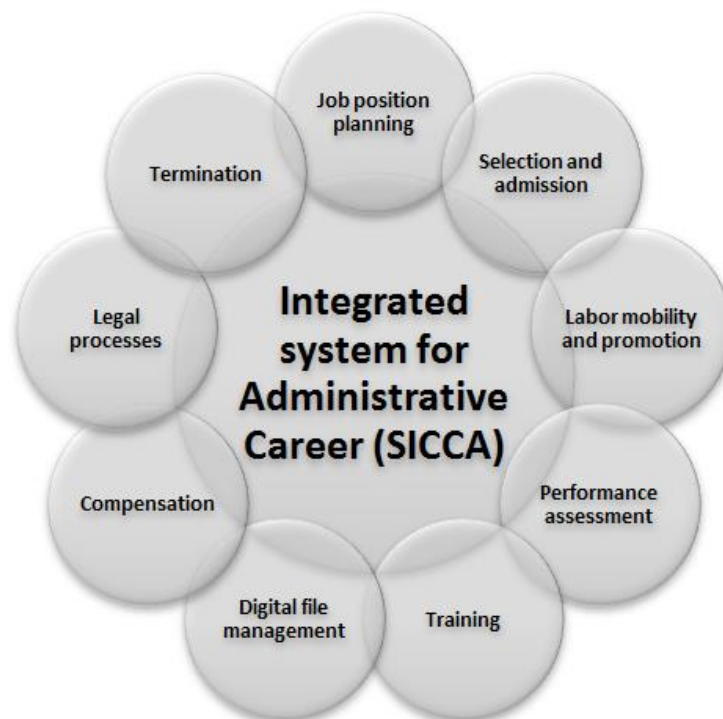 Job position
planning
Selection and
admission
Labor mobility
and promotion
Performance
assessment
Training
Digital file
management
Compensation
Legal
processes
Termination
Integrated
system for
Administrative
Career (SICCA)